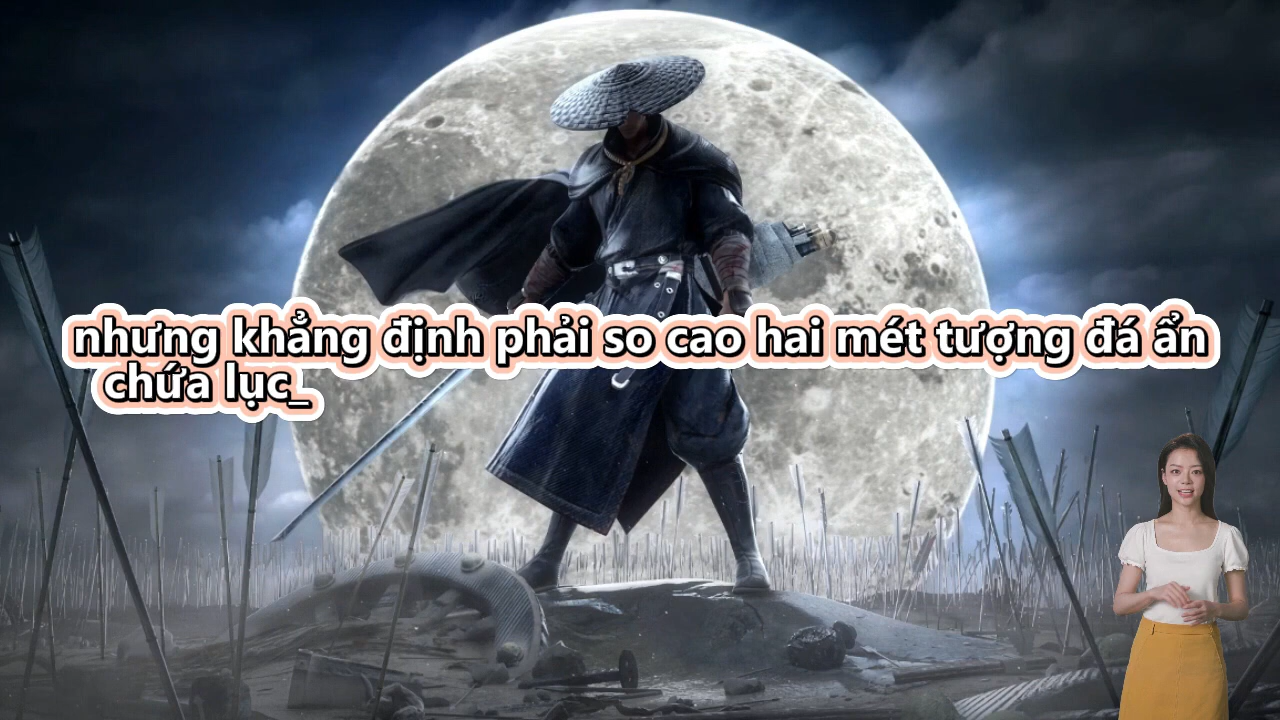 nhưng khẳng định phải so cao hai mét tượng đá ẩn
chứa lục_